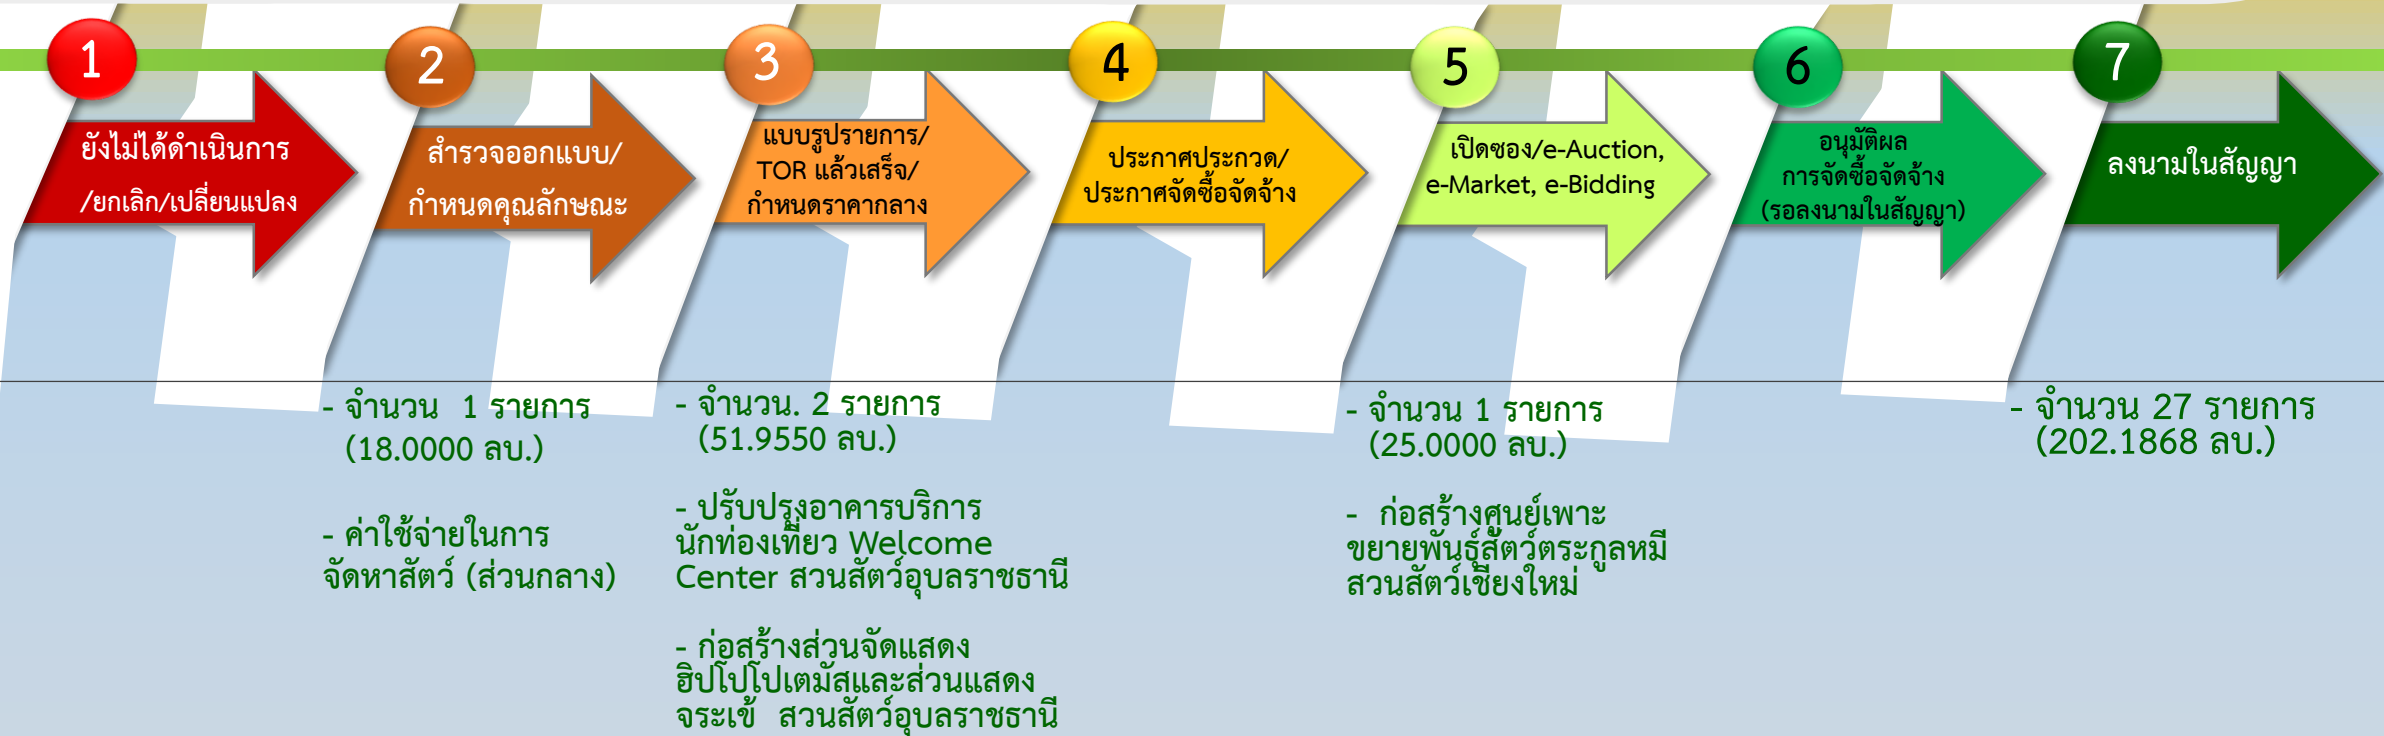 1
ยังไม่ได้ดำเนินการ
/ยกเลิก/เปลี่ยนแปลง
2
สำรวจออกแบบ/
กำหนดคุณลักษณะ
3
แบบรูปรายการ/
TOR แล้วเสร็จ/
กำหนดราคากลาง
4
ประกาศประกวด/
ประกาศจัดซื้อจัดจ้าง
5
เปิดซอง/e-Auction,
e-Market, e-Bidding
6
อนุมัติผล
การจัดซื้อจัดจ้าง
(รอลงนามในสัญญา)
7
ลงนามในสัญญา
- จำนวน 1 รายการ
(18.0000 ลบ.)
- ค่าใช้จ่ายในการ
จัดหาสัตว์ (ส่วนกลาง)
- จำนวน. 2 รายการ
(51.9550 ลบ.)
- ปรับปรุงอาคารบริการ
นักท่องเที่ยว Welcome
Center สวนสัตว์อุบลราชธานี
- ก่อสร้างส่วนจัดแสดง
ฮิปโปโปเตมัสและส่วนแสดง
จระเข้ สวนสัตว์อุบลราชธานี
- จำนวน 1 รายการ
(25.0000 ลบ.)
- ก่อสร้างศูนย์เพาะ
ขยายพันธุ์สัตว์ตระกูลหมี
สวนสัตว์เชียงใหม่
- จำนวน 27 รายการ
(202.1868 ลบ.)